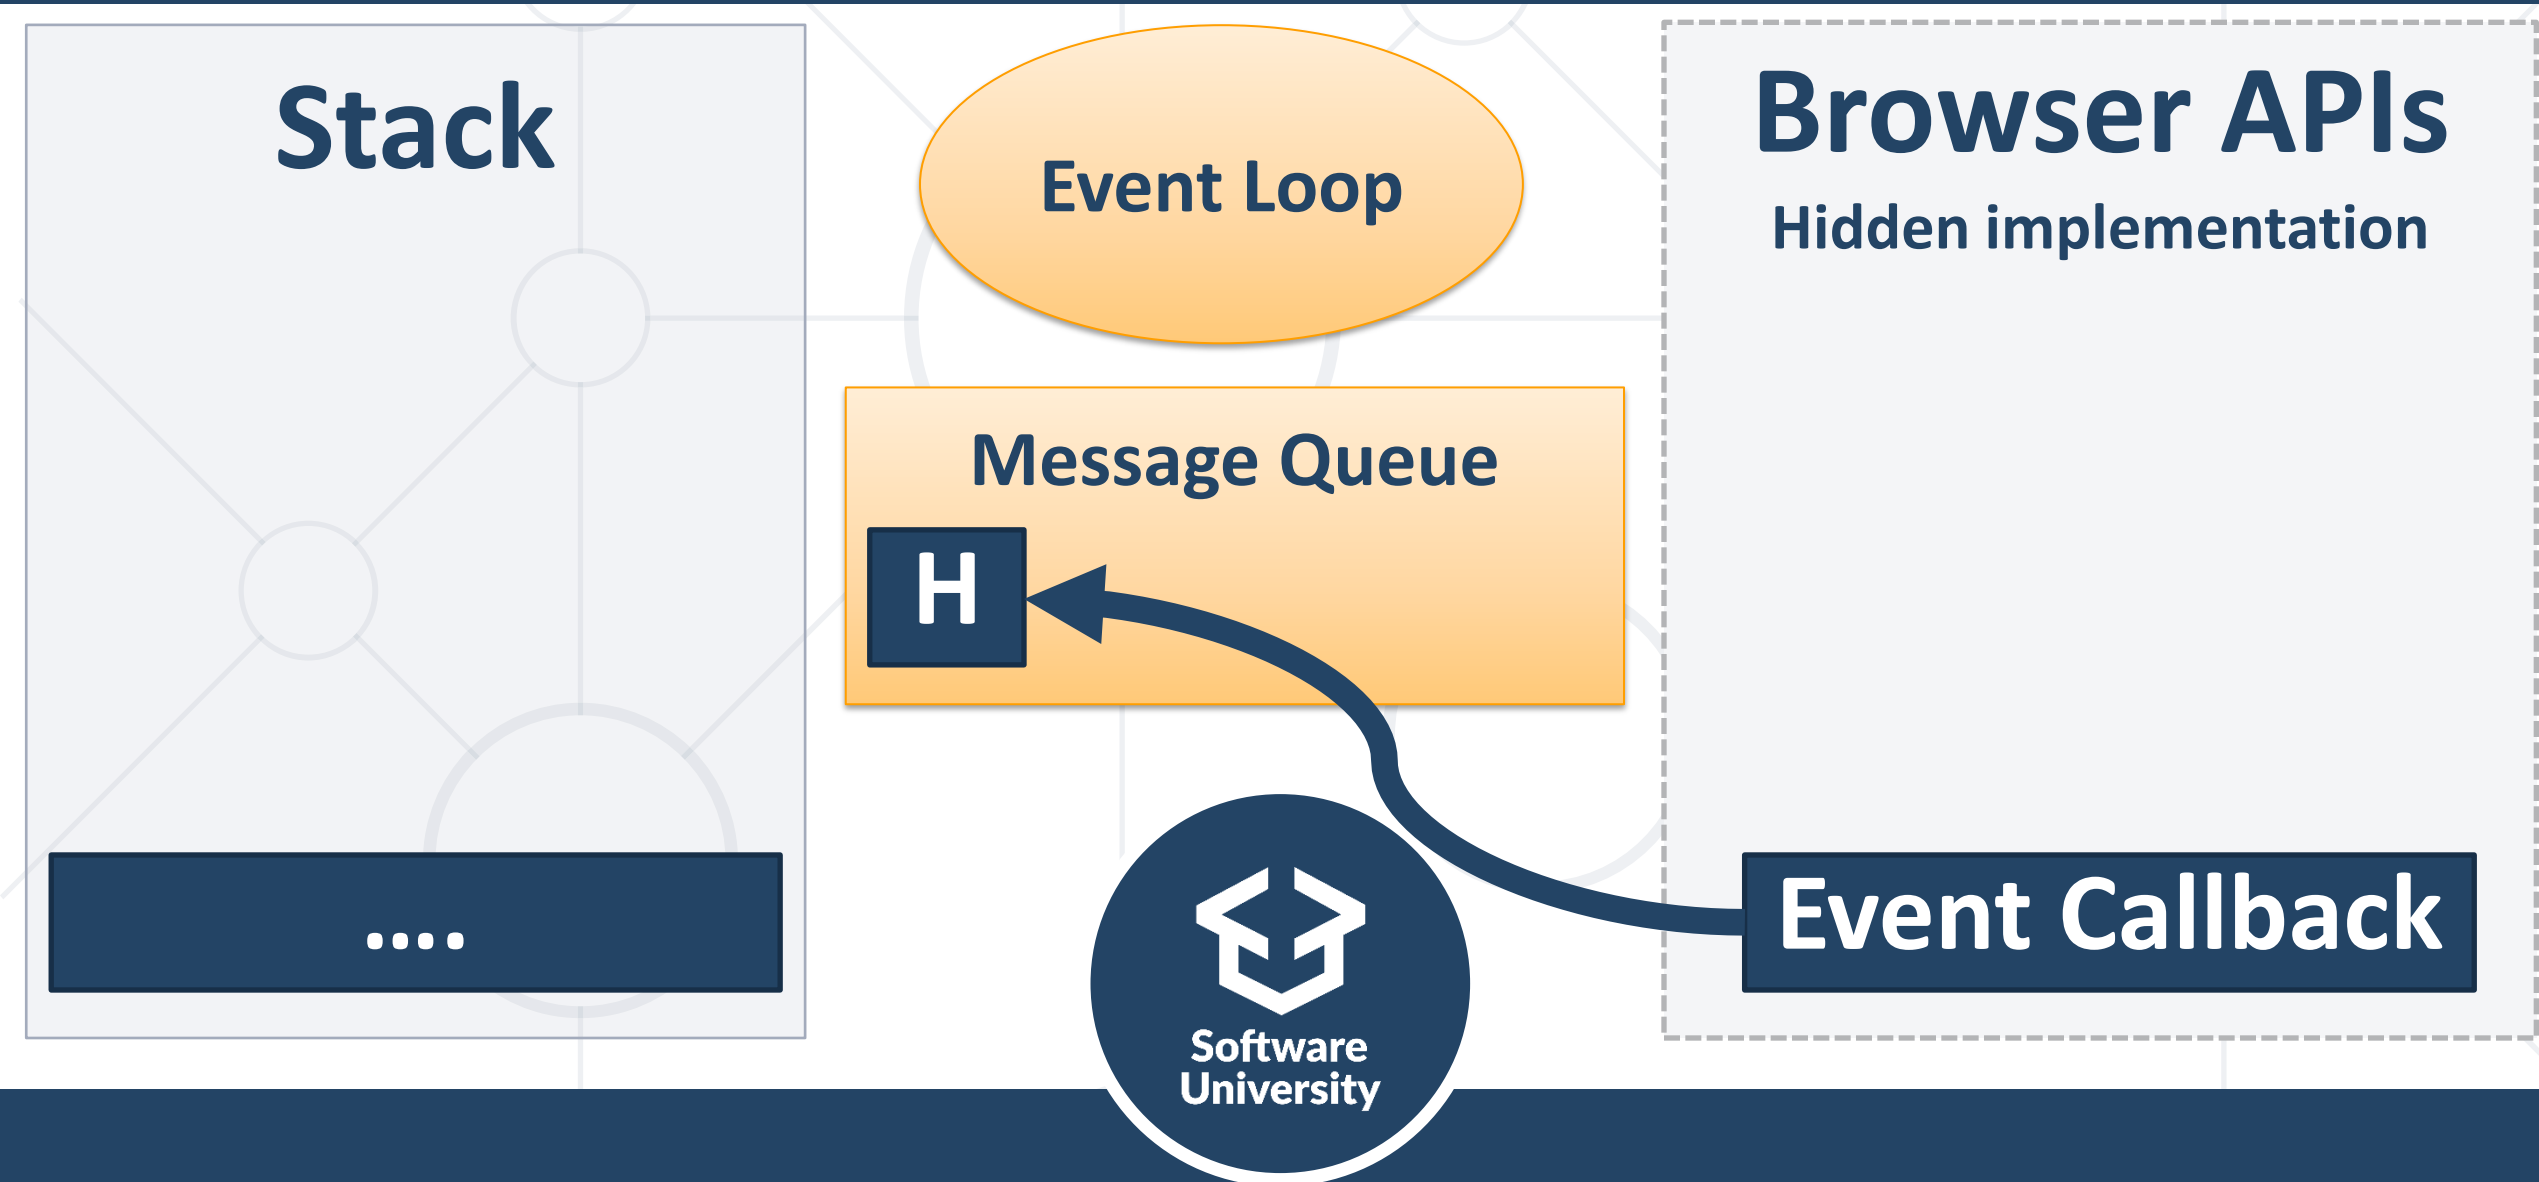 Stack
Event Loop
Browser APIs
Hidden implementation
Message Queue
H
....
Event Callback
Software
University